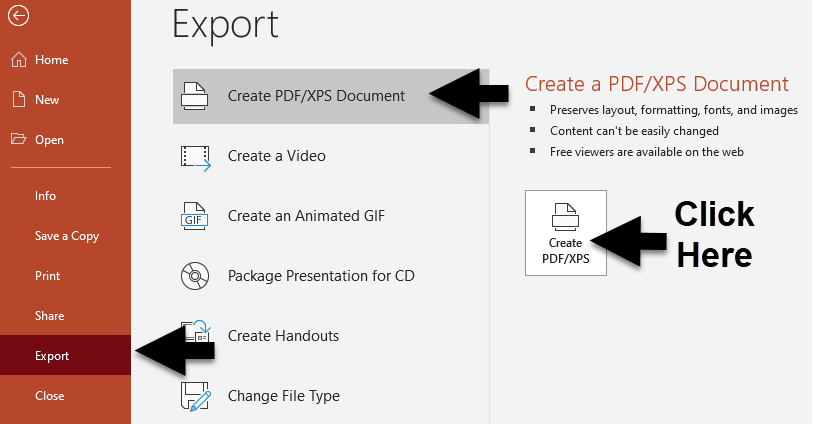 Export
Home
New
Open
Info
Save a Copy
Print
Share
Export
Close
Create PDF/XPS Document
Create a Video
GIF
Create an Animated GIF
Package Presentation for CD
Create Handouts
Change File Type
Create a PDF/XPS Document
Preserves layout, formatting, fonts, and images
Content can't be easily changed
Free viewers are available on the web
Create
PDF/XPS
Click
Here